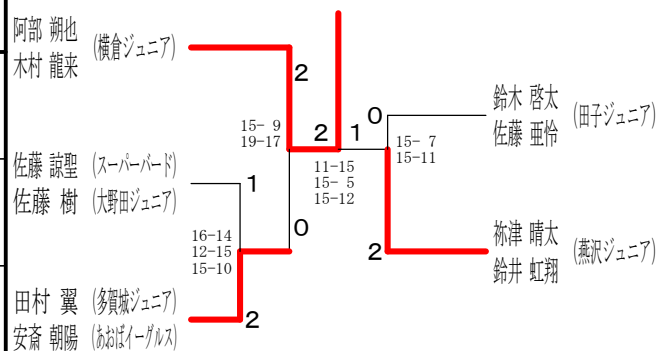 阿部 朔也
木村 龍来 (横倉ジュニア)
2
15- 9
19-17
2
佐藤 諒聖 (スーパーバード)
佐藤 樹 (大野田ジュニア)
1
0
16-14
12-15
15-10
田村 翼 (多賀城ジュニア)
安斎 朝陽 (あおばイーグルス)
2
11-15
15- 5
15-12
1
0
鈴木 啓太
佐藤 亜怜 (田子ジュニア)
15- 7
15-11
2
祢津 晴太
鈴井 虹翔 (燕沢ジュニア)